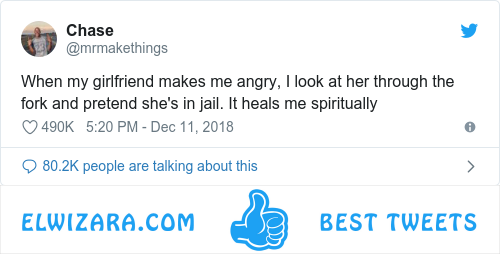 Chase
@mrmakethings
When my girlfriend makes me angry, I look at her through the
fork and pretend she's in jail. It heals me spiritually
490K 5:20 PM - Dec 11, 2018
80.2K people are talking about this
ELWIZARA.COM BEST TWEETS